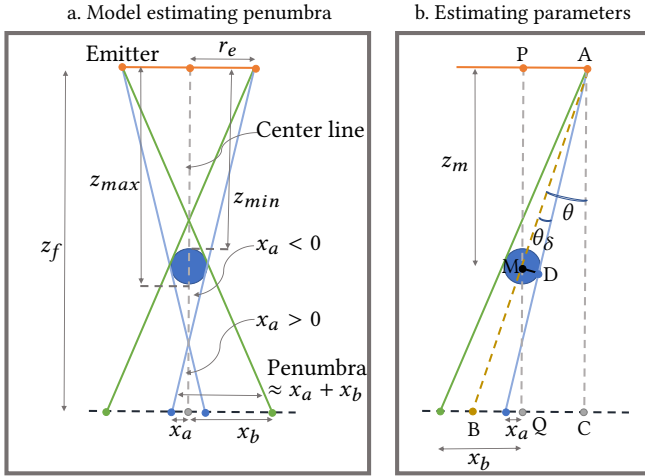 a. Model estimating penumbra
Emitter
r_e
Center line
z_max
z_min
z_f
x_a < 0
x_a > 0
Penumbra
≈ x_a + x_b
x_a
x_b
b. Estimating parameters
P
A
z_m
θ
θ_δ
M
D
B
x_a
Q
C
x_b